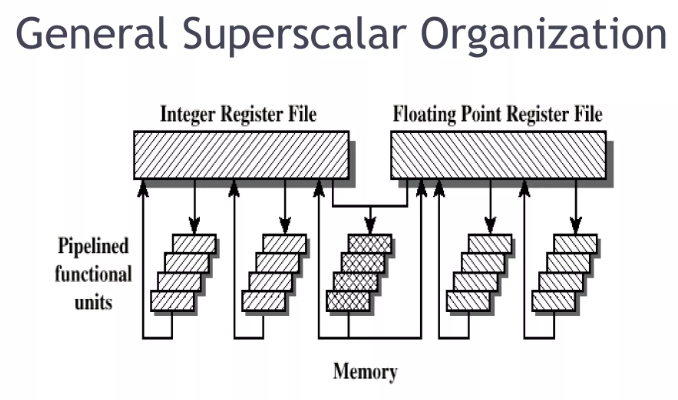 General Superscalar Organization
Integer Register File
Floating Point Register File
Pipelined
functional
units
Memory